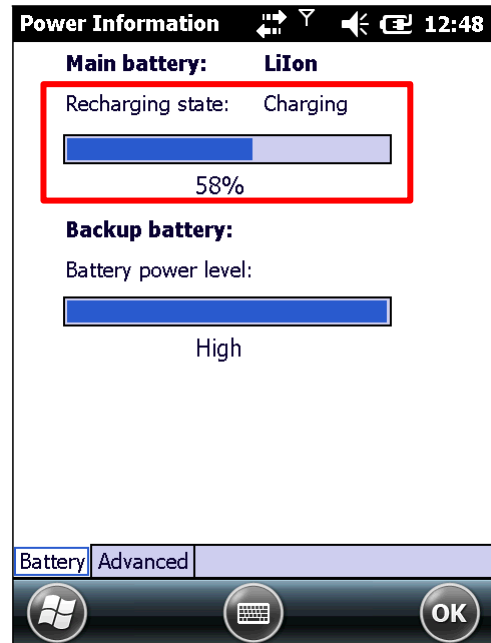 Power Information 12:48
Main battery: LiIon
Recharging state: Charging
58%
Backup battery:
Battery power level:
High
Battery Advanced
OK